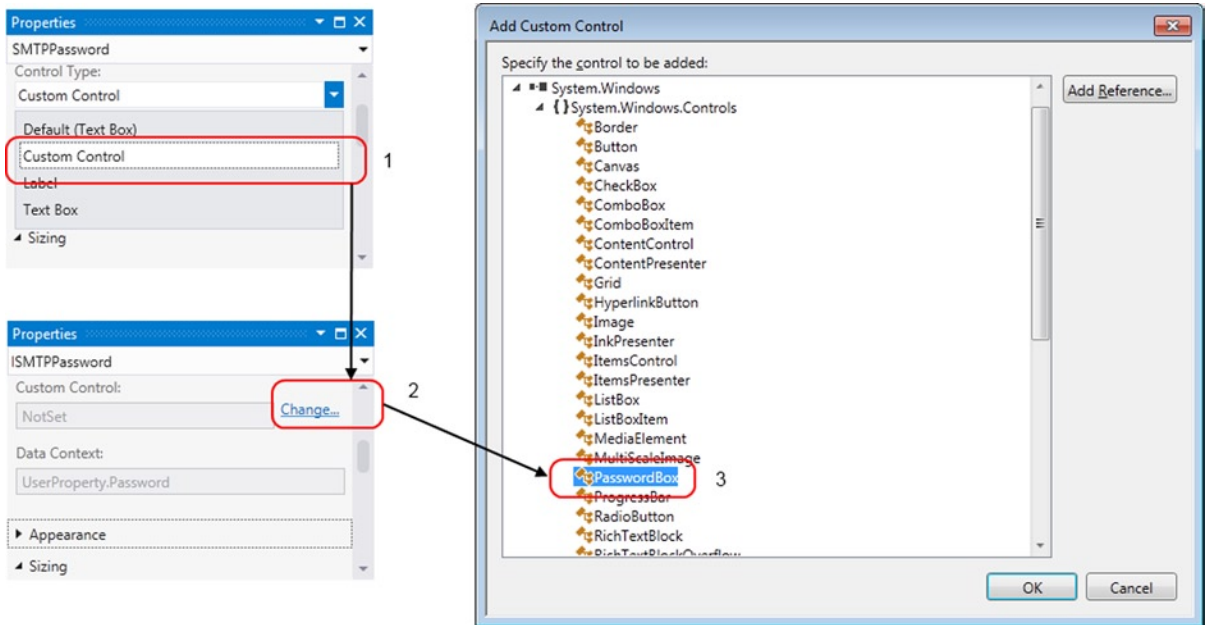 Properties
SMTPPassword
Control Type:
Custom Control
Default (Text Box)
Custom Control
Label
Text Box
Sizing
1
Properties
ISMTPPassword
Custom Control:
NotSet
Change...
2
Data Context:
UserProperty.Password
Appearance
Sizing
Add Custom Control
Specify the control to be added:
Add Reference...
System.Windows
{}System.Windows.Controls
Border
Button
Canvas
CheckBox
ComboBox
ComboBoxItem
ContentControl
ContentPresenter
Grid
HyperlinkButton
Image
InkPresenter
ItemsControl
ItemsPresenter
ListBox
ListBoxItem
MediaElement
MultiScaleImage
PasswordBox
3
ProgressBar
RadioButton
RichTextBlock
RichTextBlockOverflow
OK
Cancel